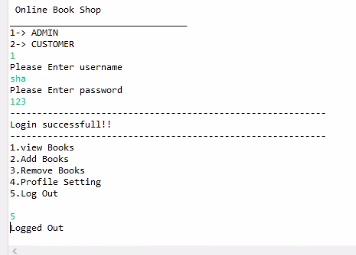 Online Book Shop
__________________________________
1-> ADMIN
2-> CUSTOMER
1
Please Enter username
sha
Please Enter password
123
------------------------------------------------------------
Login successfull!!
------------------------------------------------------------
1.view Books
2.Add Books
3.Remove Books
4.Profile Setting
5.Log Out
5
Logged Out